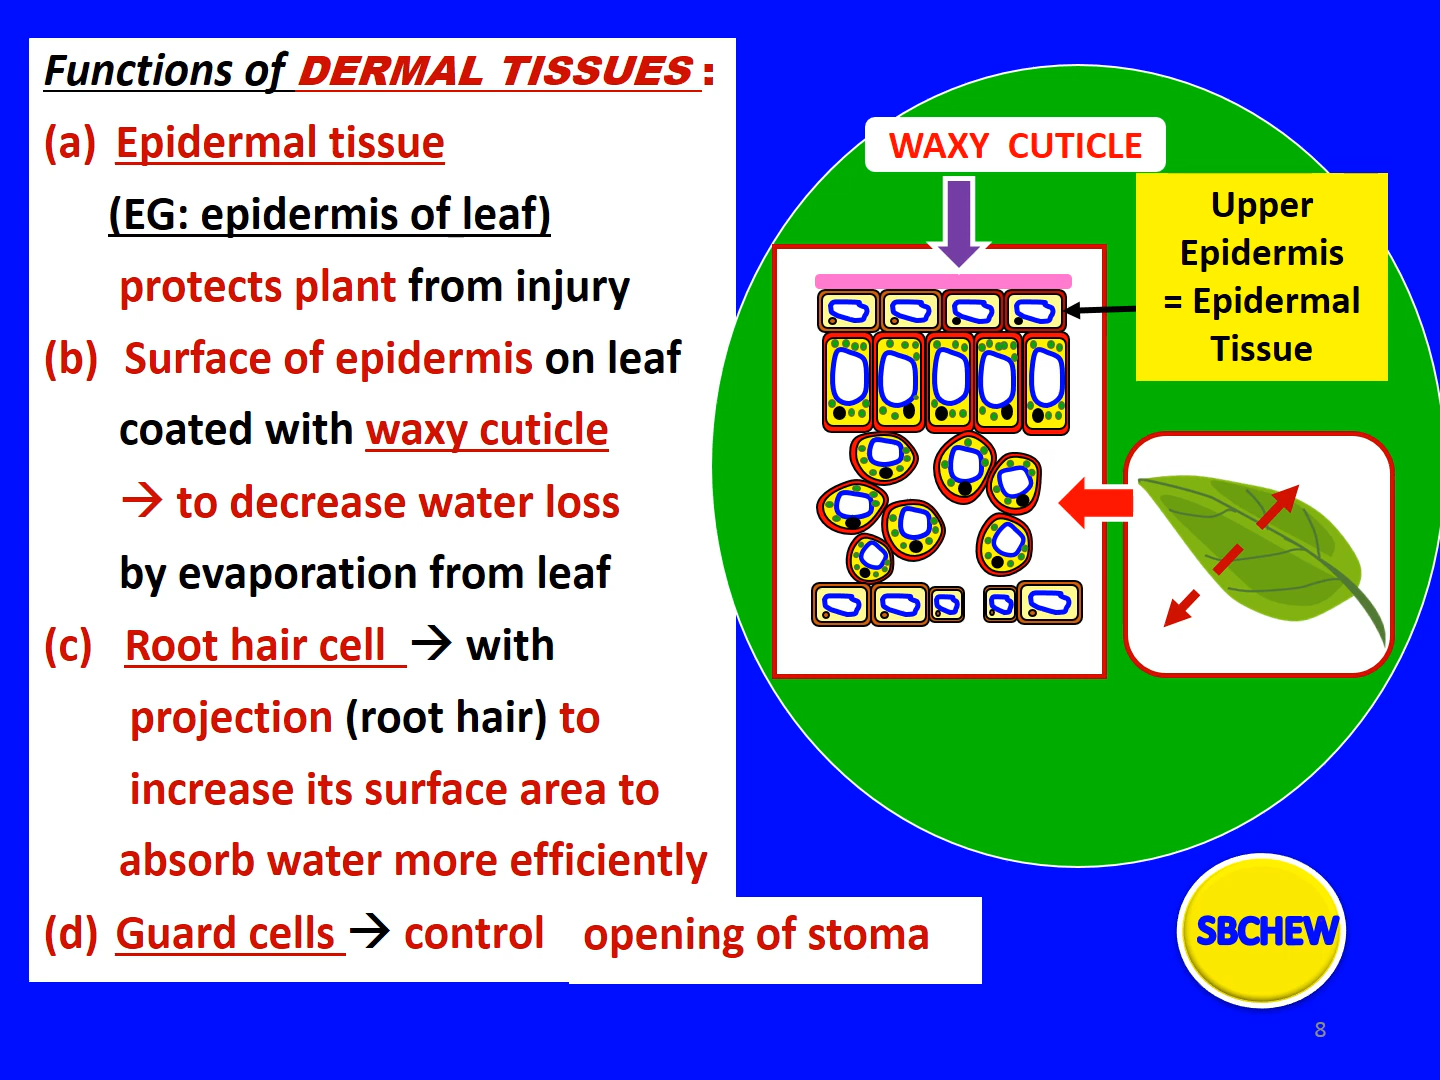 Functions of DERMAL TISSUES :
(a) Epidermal tissue
(EG: epidermis of leaf)
protects plant from injury
(b) Surface of epidermis on leaf
coated with waxy cuticle
→ to decrease water loss
by evaporation from leaf
(c) Root hair cell → with
projection (root hair) to
increase its surface area to
absorb water more efficiently
(d) Guard cells → control opening of stoma
WAXY CUTICLE
Upper
Epidermis
= Epidermal
Tissue
SBCHEW
8